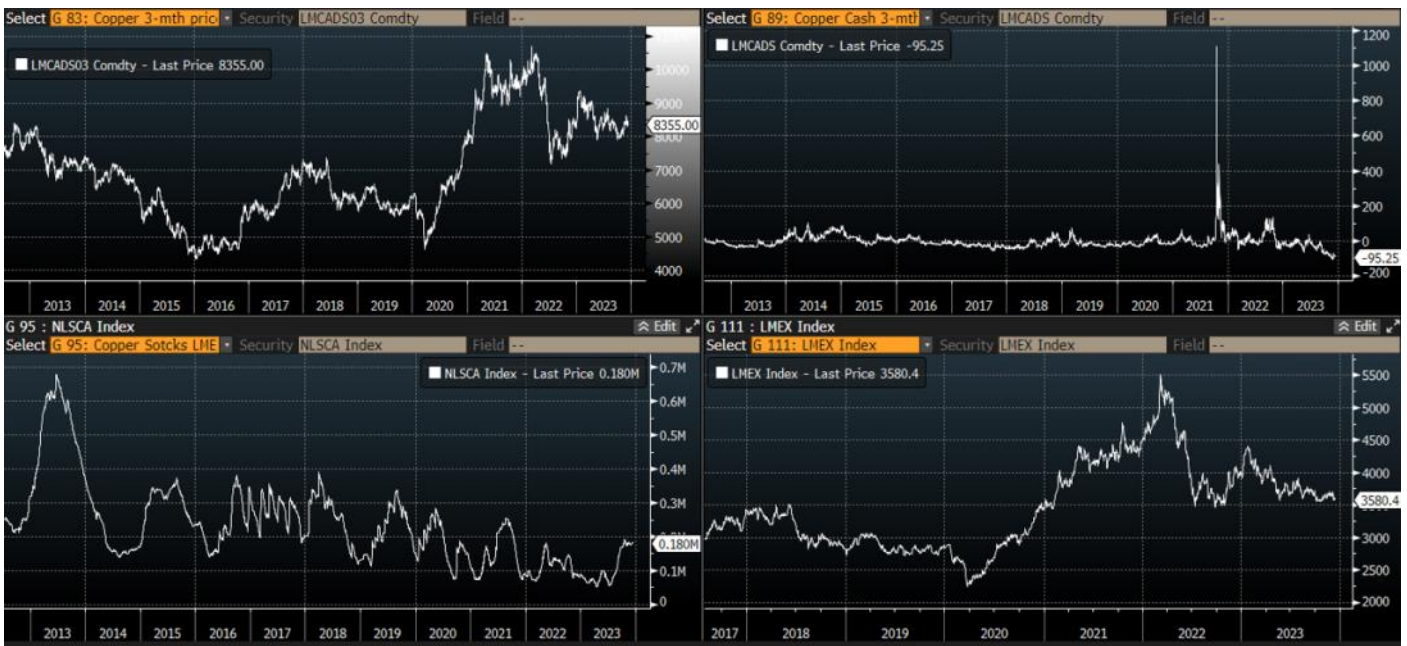 Select G 83: Copper 3-mth pric Security LMCADS03 Comdty Field --
LMCADS03 Comdty - Last Price 8355.00
10000
9000
8355.00
8000
7000
6000
5000
4000
2013 2014 2015 2016 2017 2018 2019 2020 2021 2022 2023
Select G 89: Copper Cash 3-mth Security LMCADS Comdty Field --
LMCADS Comdty - Last Price -95.25
1200
1000
800
600
400
200
0
-95.25
-200
2013 2014 2015 2016 2017 2018 2019 2020 2021 2022 2023
G 95 : NLSCA Index Edit
Select G 95: Copper Sotcks LME Security NLSCA Index Field --
NLSCA Index - Last Price 0.180M
0.7M
0.6M
0.5M
0.4M
0.3M
0.180M
0.1M
0
2013 2014 2015 2016 2017 2018 2019 2020 2021 2022 2023
G 111 : LMEX Index Edit
Select G 111: LMEX Index Security LMEX Index Field --
LMEX Index - Last Price 3580.4
5500
5000
4500
4000
3580.4
3000
2500
2000
2017 2018 2019 2020 2021 2022 2023